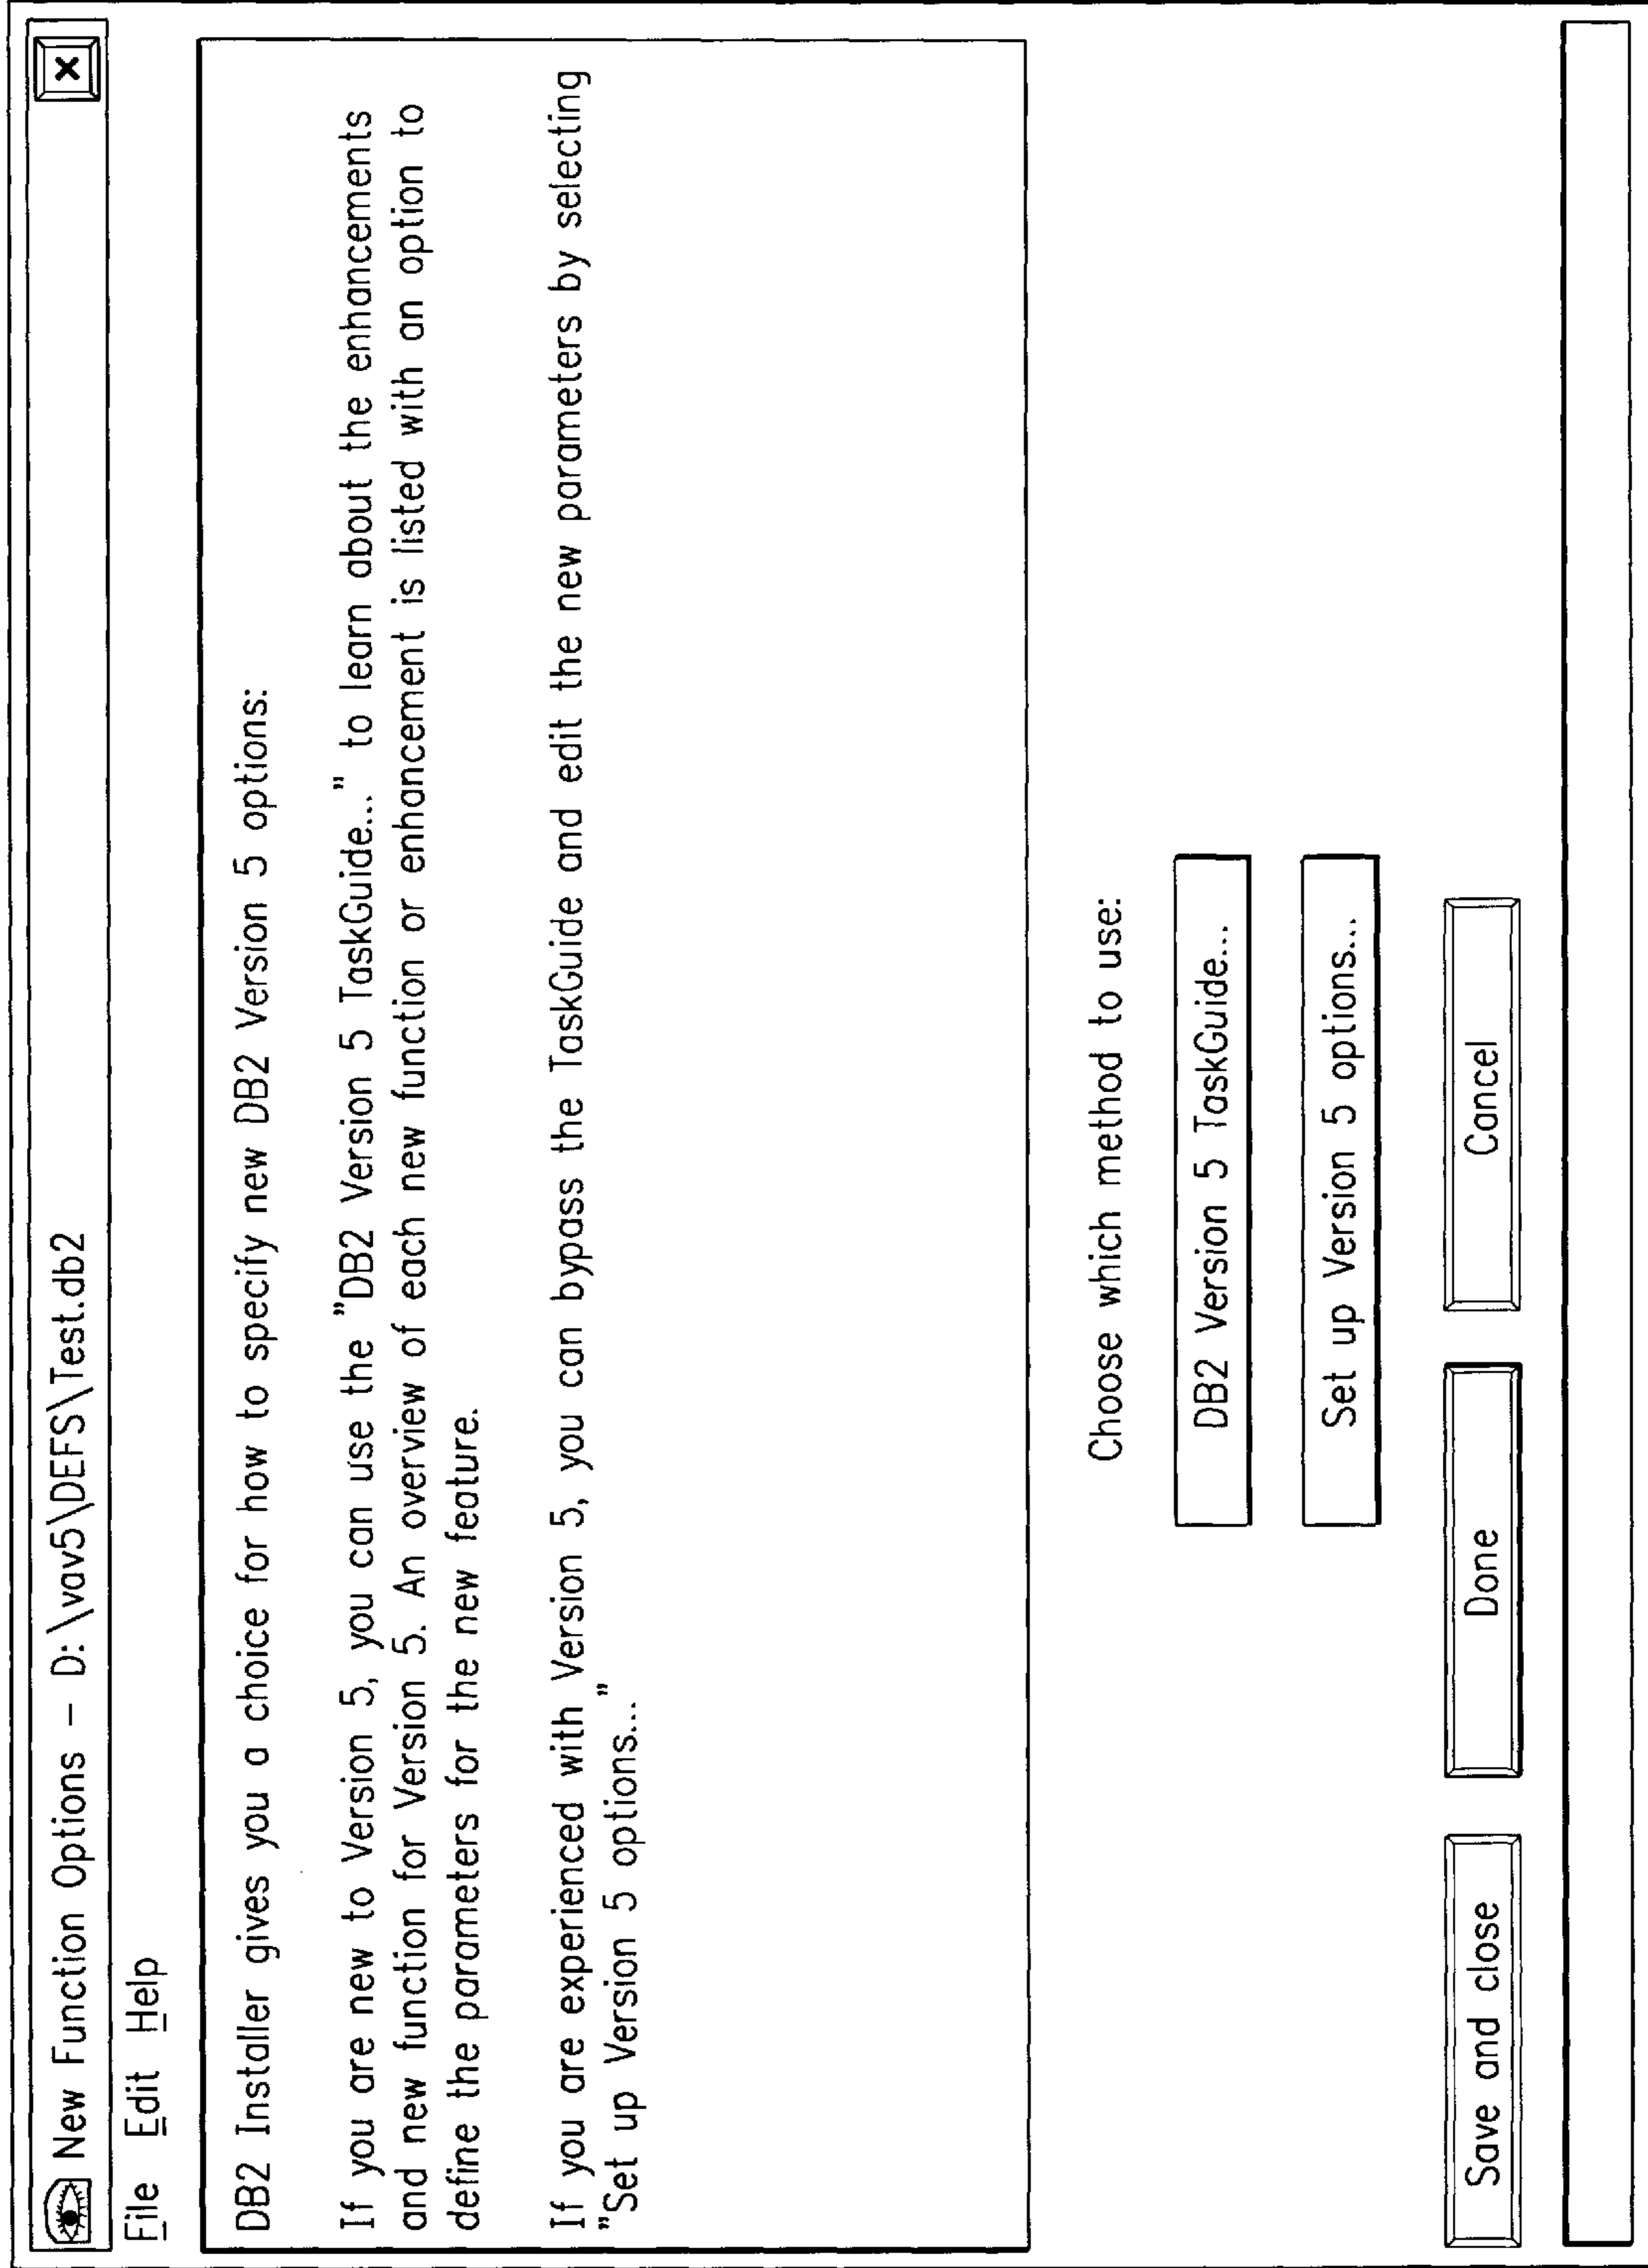 New Function Options – D:\vav5\DEFS\Test.db2
File Edit Help
DB2 Installer gives you a choice for how to specify new DB2 Version 5 options:
If you are new to Version 5, you can use the "DB2 Version 5 TaskGuide..." to learn about the enhancements
and new function for Version 5. An overview of each new function or enhancement is listed with an option to
define the parameters for the new feature.
If you are experienced with Version 5, you can bypass the TaskGuide and edit the new parameters by selecting
"Set up Version 5 options..."
Choose which method to use:
DB2 Version 5 TaskGuide...
Set up Version 5 options...
Save and close Done Cancel